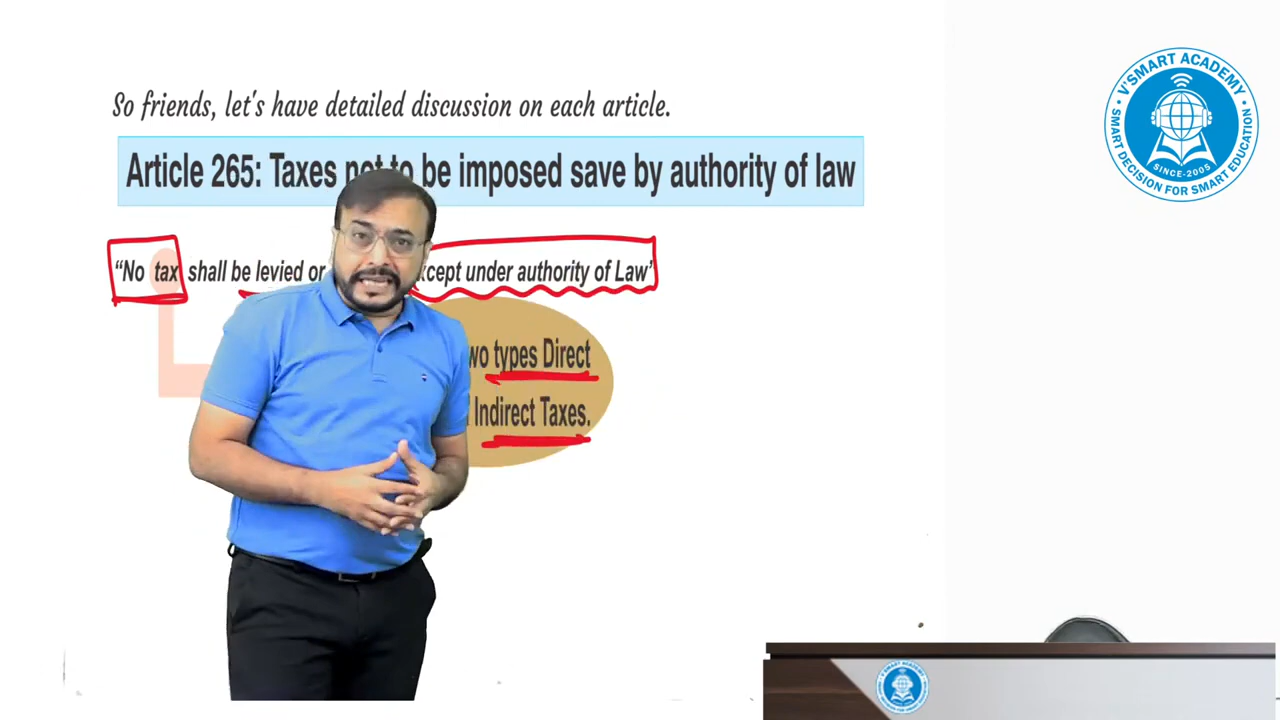 So friends, let's have detailed discussion on each article.
Article 265: Taxes not to be imposed save by authority of law
"No tax shall be levied or under authority of Law'
types Direct
Indirect Taxes.
V'SMART ACADEMY
SINCE-2005
SMART DECISION FOR SMART EDUCATION